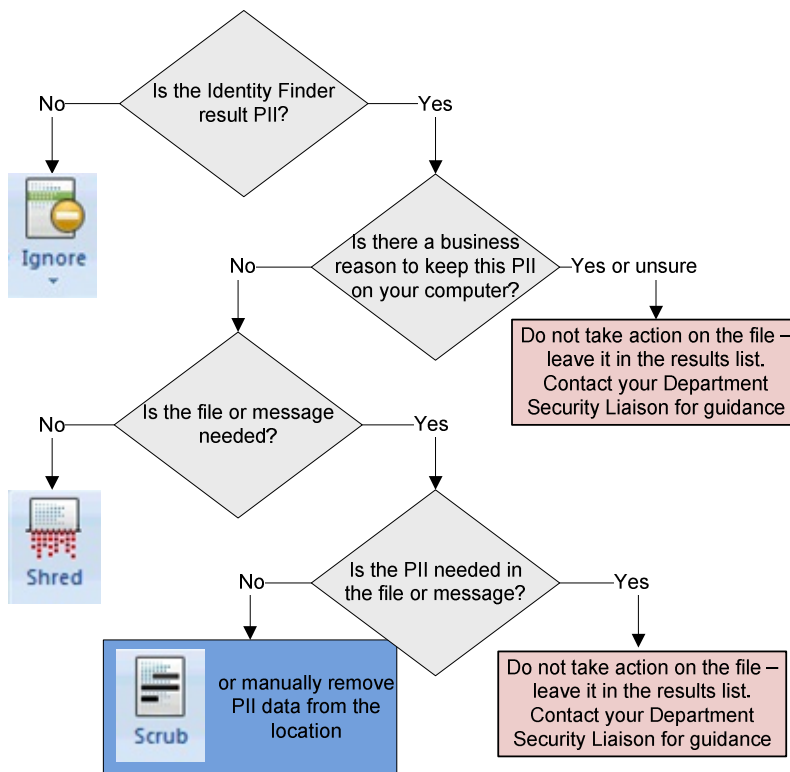 Is the Identity Finder
result PII?
No
Yes
Ignore
Is there a business
reason to keep this PII
on your computer?
No
Yes or unsure
Do not take action on the file –
leave it in the results list.
Contact your Department
Security Liaison for guidance
Is the file or message
needed?
No
Yes
Shred
Is the PII needed in
the file or message?
No
Yes
Scrub
or manually remove
PII data from the
location
Do not take action on the file –
leave it in the results list.
Contact your Department
Security Liaison for guidance